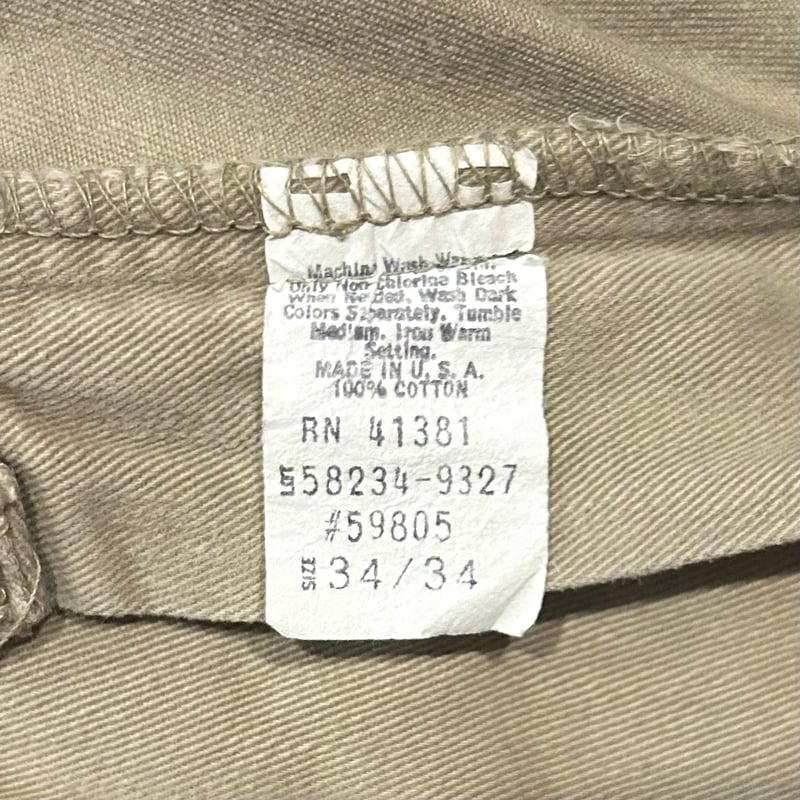 Machine Wash Warm.
Only Non-Chlorine Bleach
When Needed. Wash Dark
Colors Separately. Tumble
Medium. Iron Warm
Setting.
MADE IN U. S. A.
100% COTTON
RN 41381
58234-9327
#59805
SIZE 34/34